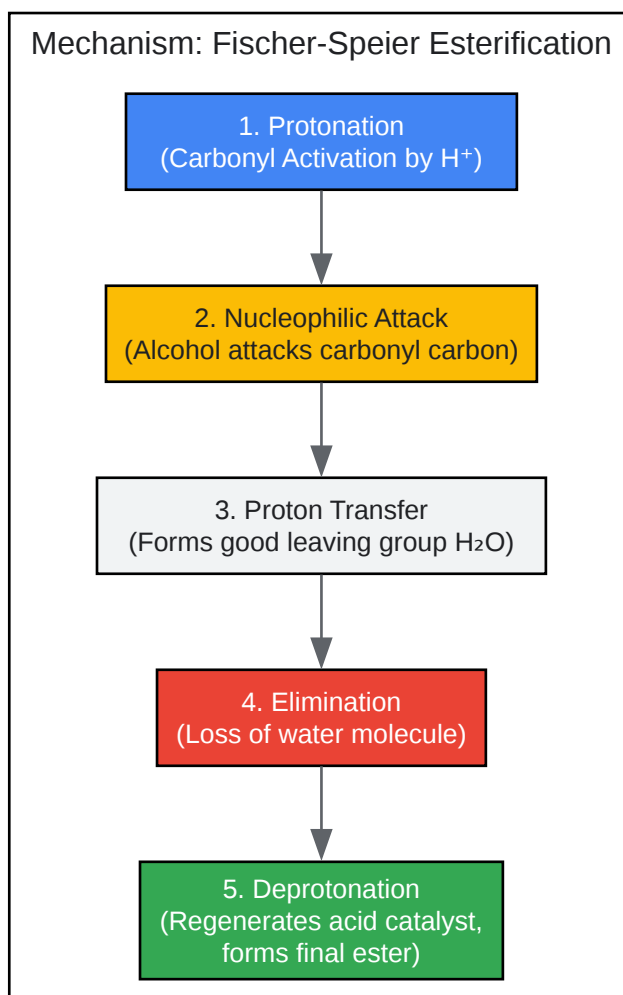 Mechanism: Fischer-Speier Esterification
1. Protonation
(Carbonyl Activation by H⁺)
2. Nucleophilic Attack
(Alcohol attacks carbonyl carbon)
3. Proton Transfer
(Forms good leaving group H₂O)
4. Elimination
(Loss of water molecule)
5. Deprotonation
(Regenerates acid catalyst,
forms final ester)